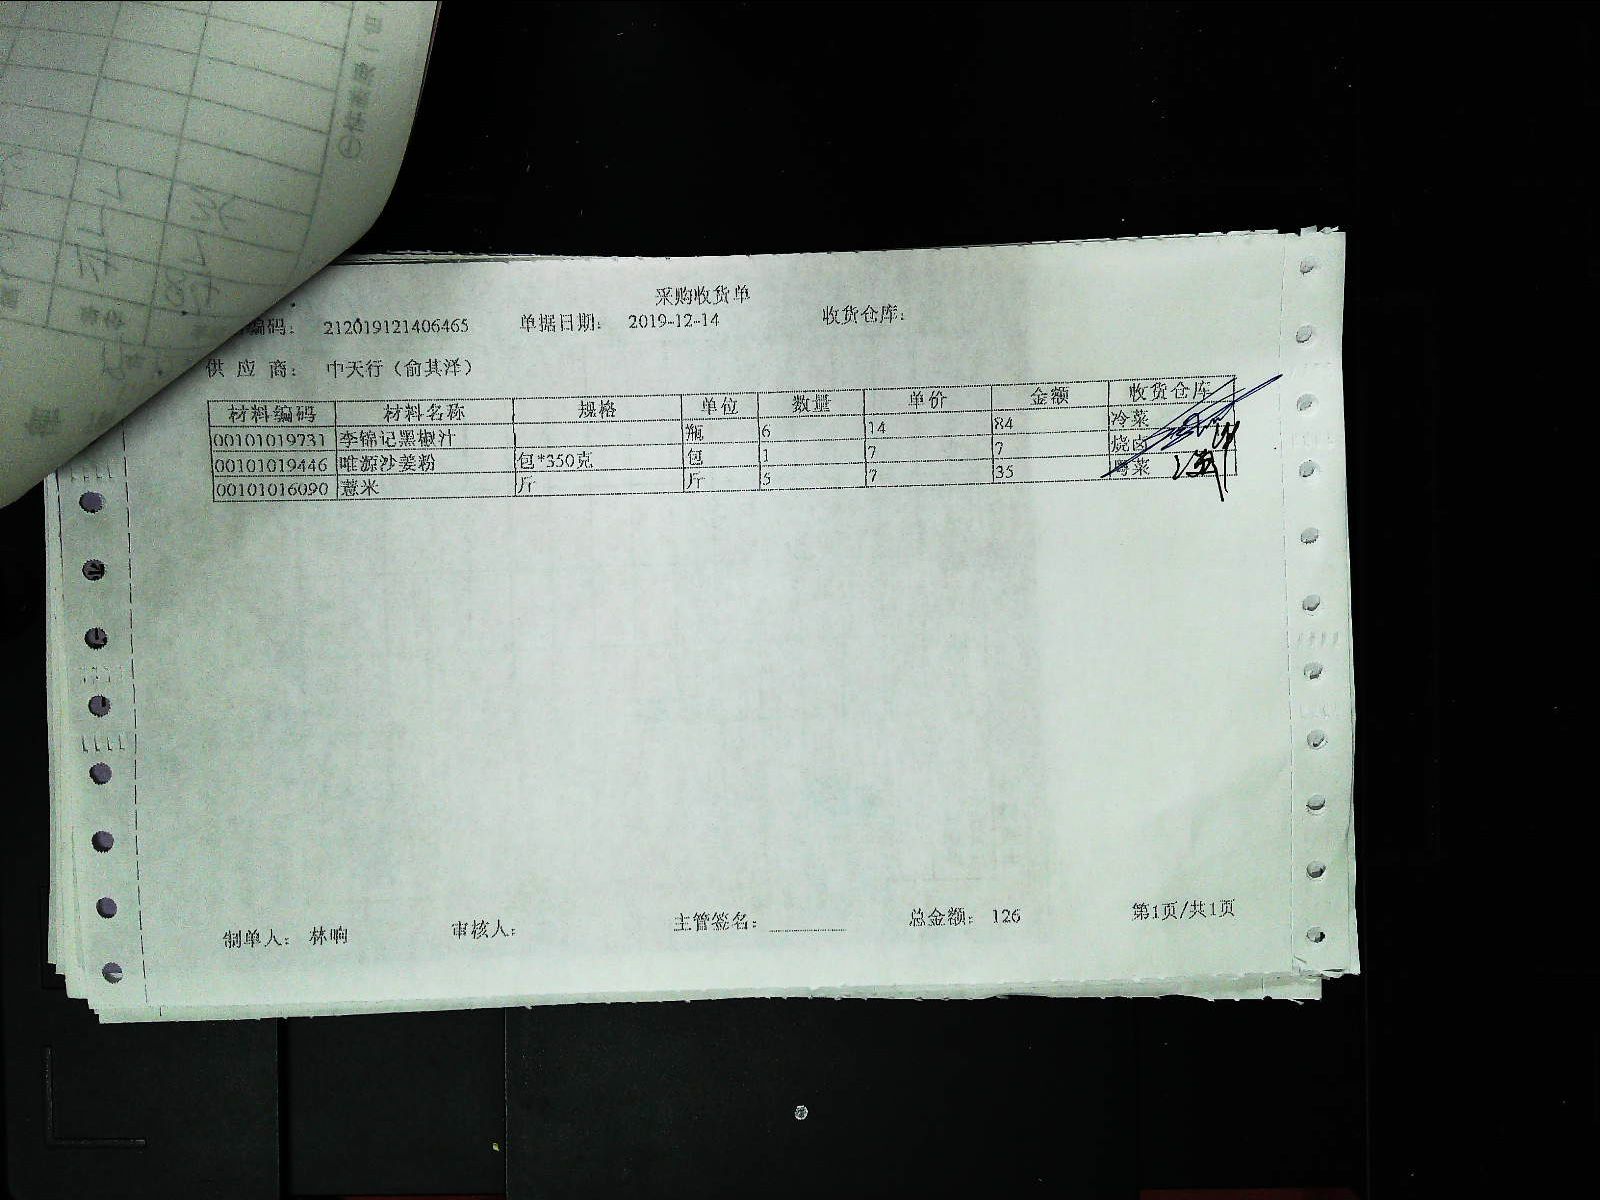 采购收货单
编码： 212019121406465 单据日期： 2019-12-14 收货仓库：
供 应 商： 中天行（俞其洋）
材料编码 材料名称 规格 单位 数量 单价 金额 收货仓库
00101019731 李锦记黑椒汁 瓶 6 14 84 冷菜
00101019446 唯源沙姜粉 包*350克 包 1 7 7 烧卤
00101016090 薏米 斤 斤 5 7 35 粤菜
制单人： 林响 审核人： 主管签名： 总金额： 126 第1页/共1页